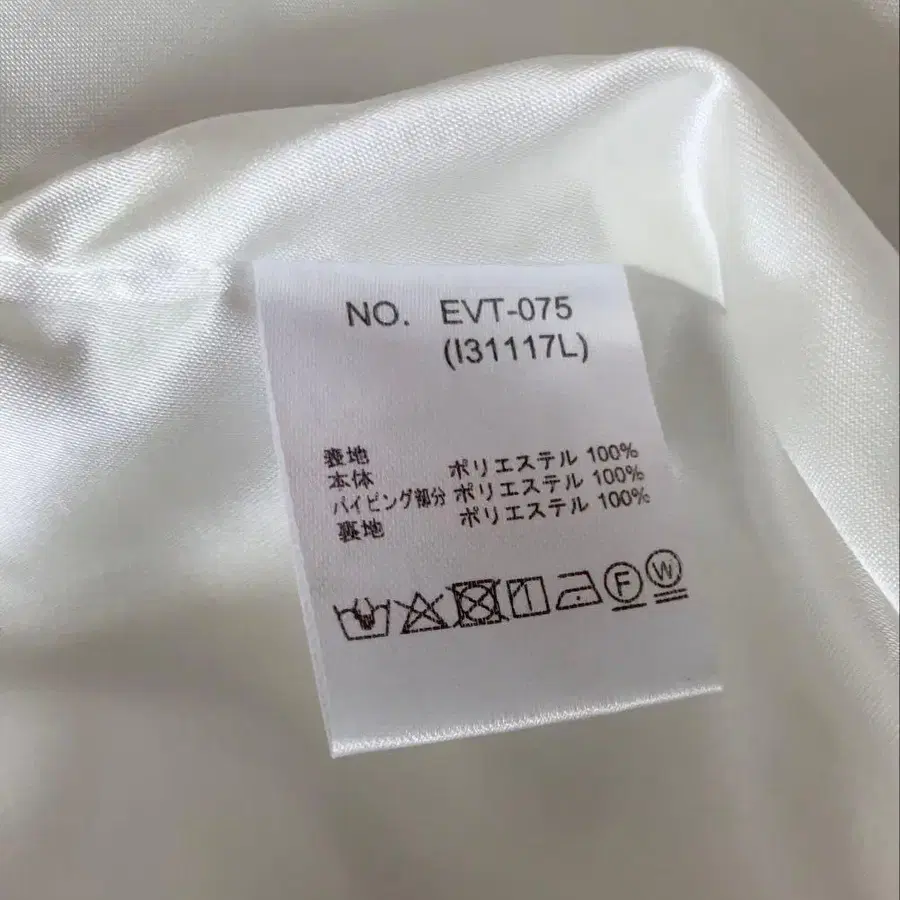 NO. EVT-075
(I31117L)
表地
本体 ポリエステル 100%
パイピング部分 ポリエステル 100%
裏地 ポリエステル 100%
F W